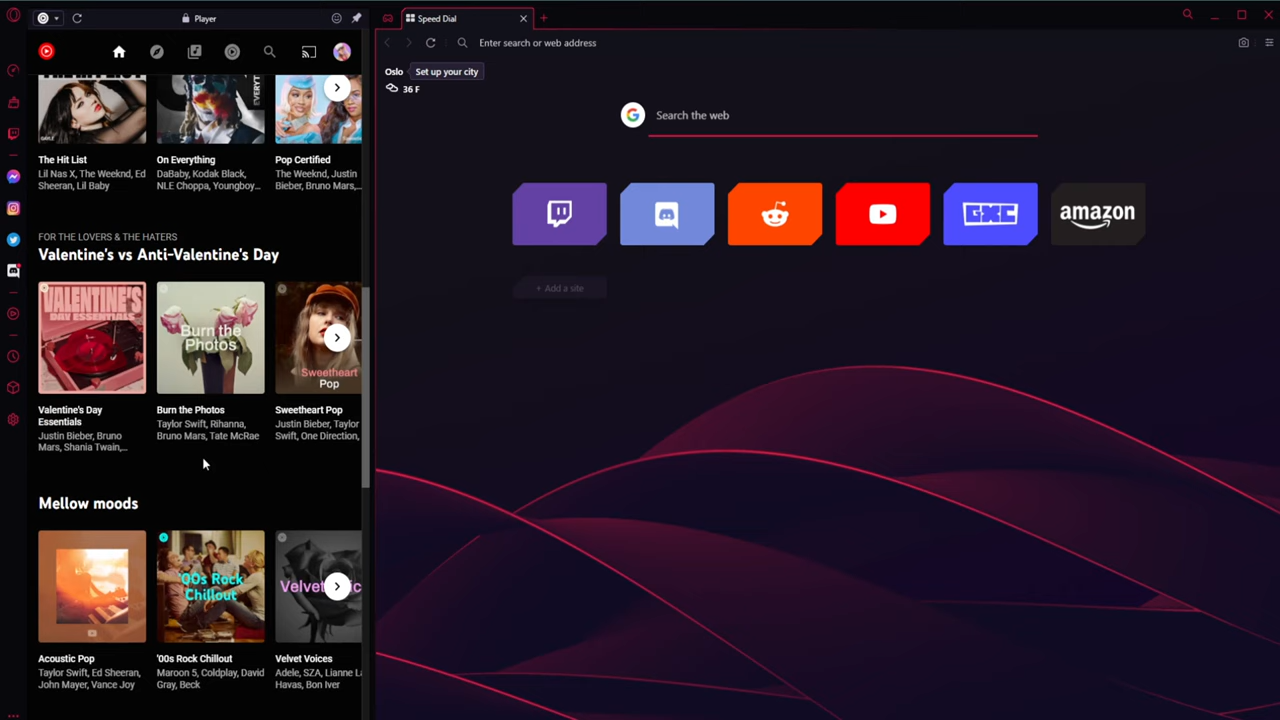 Player
Speed Dial
Enter search or web address
Oslo
Set up your city
36 F
Search the web
EVERYT
The Hit List
Lil Nas X, The Weeknd, Ed
Sheeran, Lil Baby
On Everything
DaBaby, Kodak Black,
NLE Choppa, Youngboy...
Pop Certified
The Weeknd, Justin
Bieber, Bruno Mars,
FOR THE LOVERS & THE HATERS
Valentine's vs Anti-Valentine's Day
VALENTINE'S
DAY ESSENTIALS
Burn the
Photos
Sweetheart
Pop
Valentine's Day
Essentials
Justin Bieber, Bruno
Mars, Shania Twain,...
Burn the Photos
Taylor Swift, Rihanna,
Bruno Mars, Tate McRae
Sweetheart Pop
Justin Bieber, Taylor
Swift, One Direction,
Mellow moods
'00s Rock
Chillout
Velvet
Acoustic Pop
Taylor Swift, Ed Sheeran,
John Mayer, Vance Joy
'00s Rock Chillout
Maroon 5, Coldplay, David
Gray, Beck
Velvet Voices
Adele, SZA, Lianne La
Havas, Bon Iver
GXC
amazon
+ Add a site